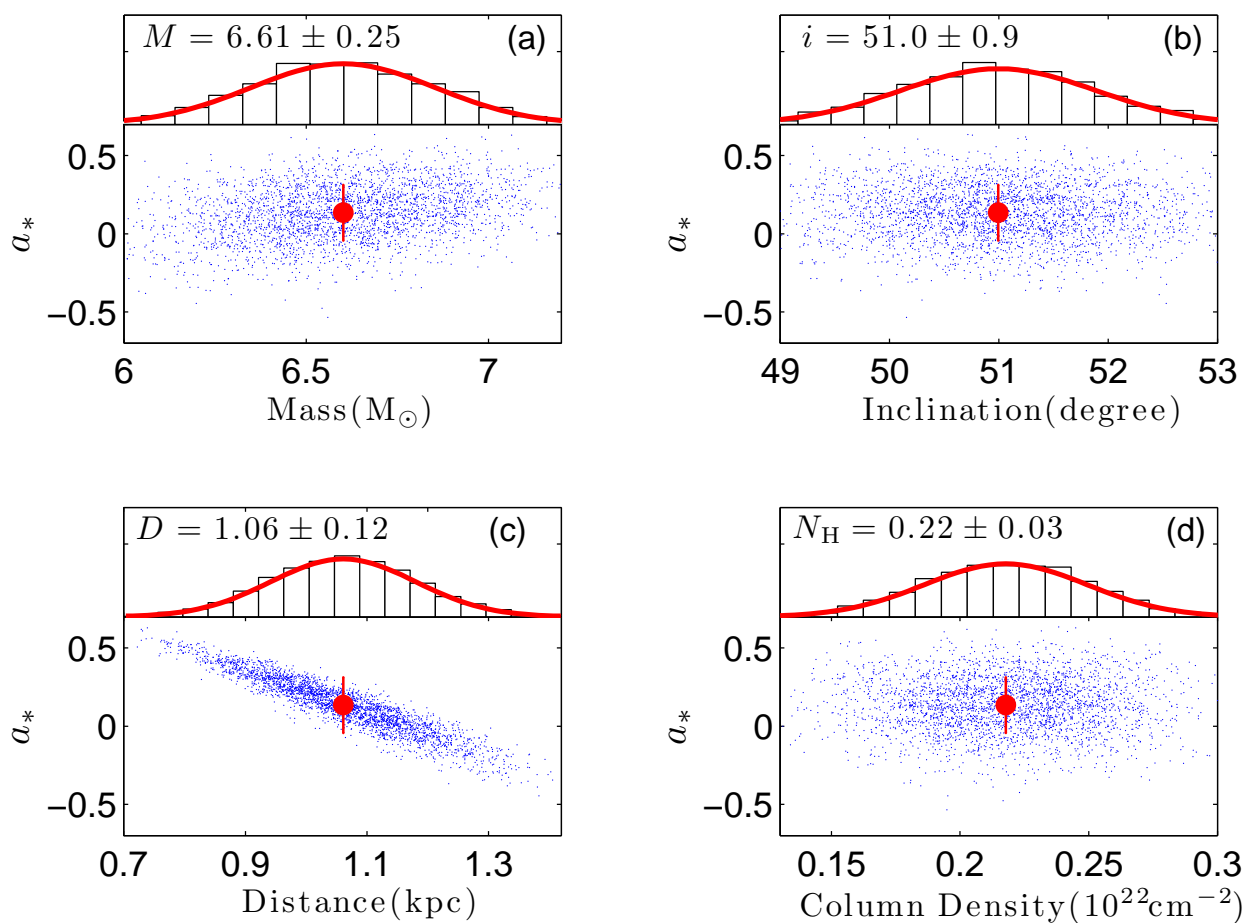 M = 6.61 ± 0.25
(a)
a∗
0.5
0
−0.5
6 6.5 7
Mass(M⊙)
i = 51.0 ± 0.9
(b)
a∗
0.5
0
−0.5
49 50 51 52 53
Inclination(degree)
D = 1.06 ± 0.12
(c)
a∗
0.5
0
−0.5
0.7 0.9 1.1 1.3
Distance(kpc)
N_H = 0.22 ± 0.03
(d)
a∗
0.5
0
−0.5
0.15 0.2 0.25 0.3
Column Density(10²²cm⁻²)